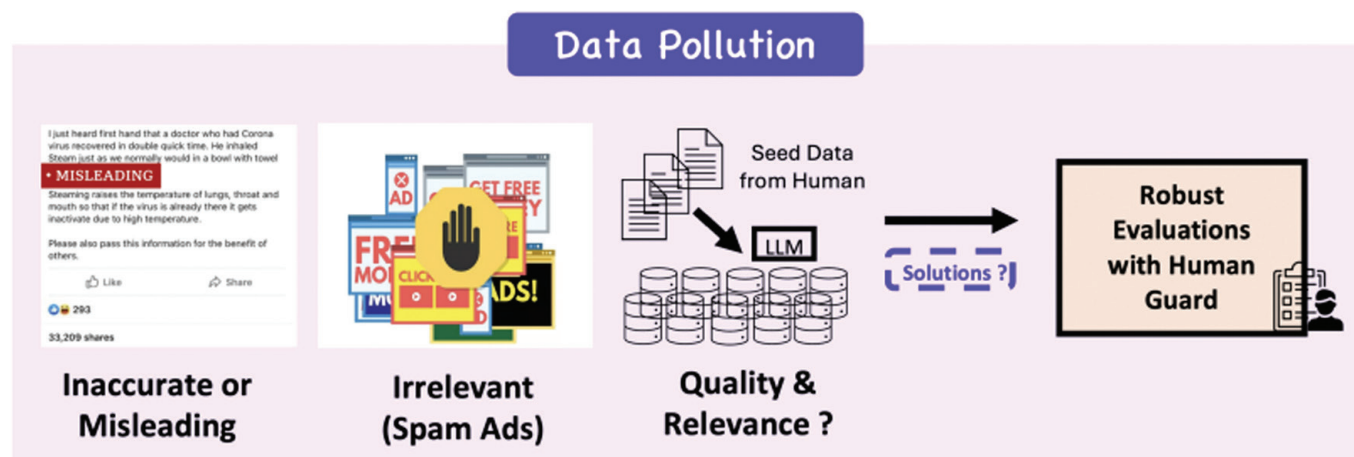 Data Pollution
I just heard first hand that a doctor who had Corona
virus recovered in double quick time. He inhaled
Steam just as we normally would in a bowl with towel
• MISLEADING
Steaming raises the temperature of lungs, throat and
mouth so that if the virus is already there it gets
inactivate due to high temperature.
Please also pass this information for the benefit of
others.
Like
Share
293
33,209 shares
Inaccurate or
Misleading
AD
GET FREE
FRE
MO
CLICK
ADS!
Irrelevant
(Spam Ads)
Seed Data
from Human
LLM
Quality &
Relevance ?
Solutions ?
Robust
Evaluations
with Human
Guard